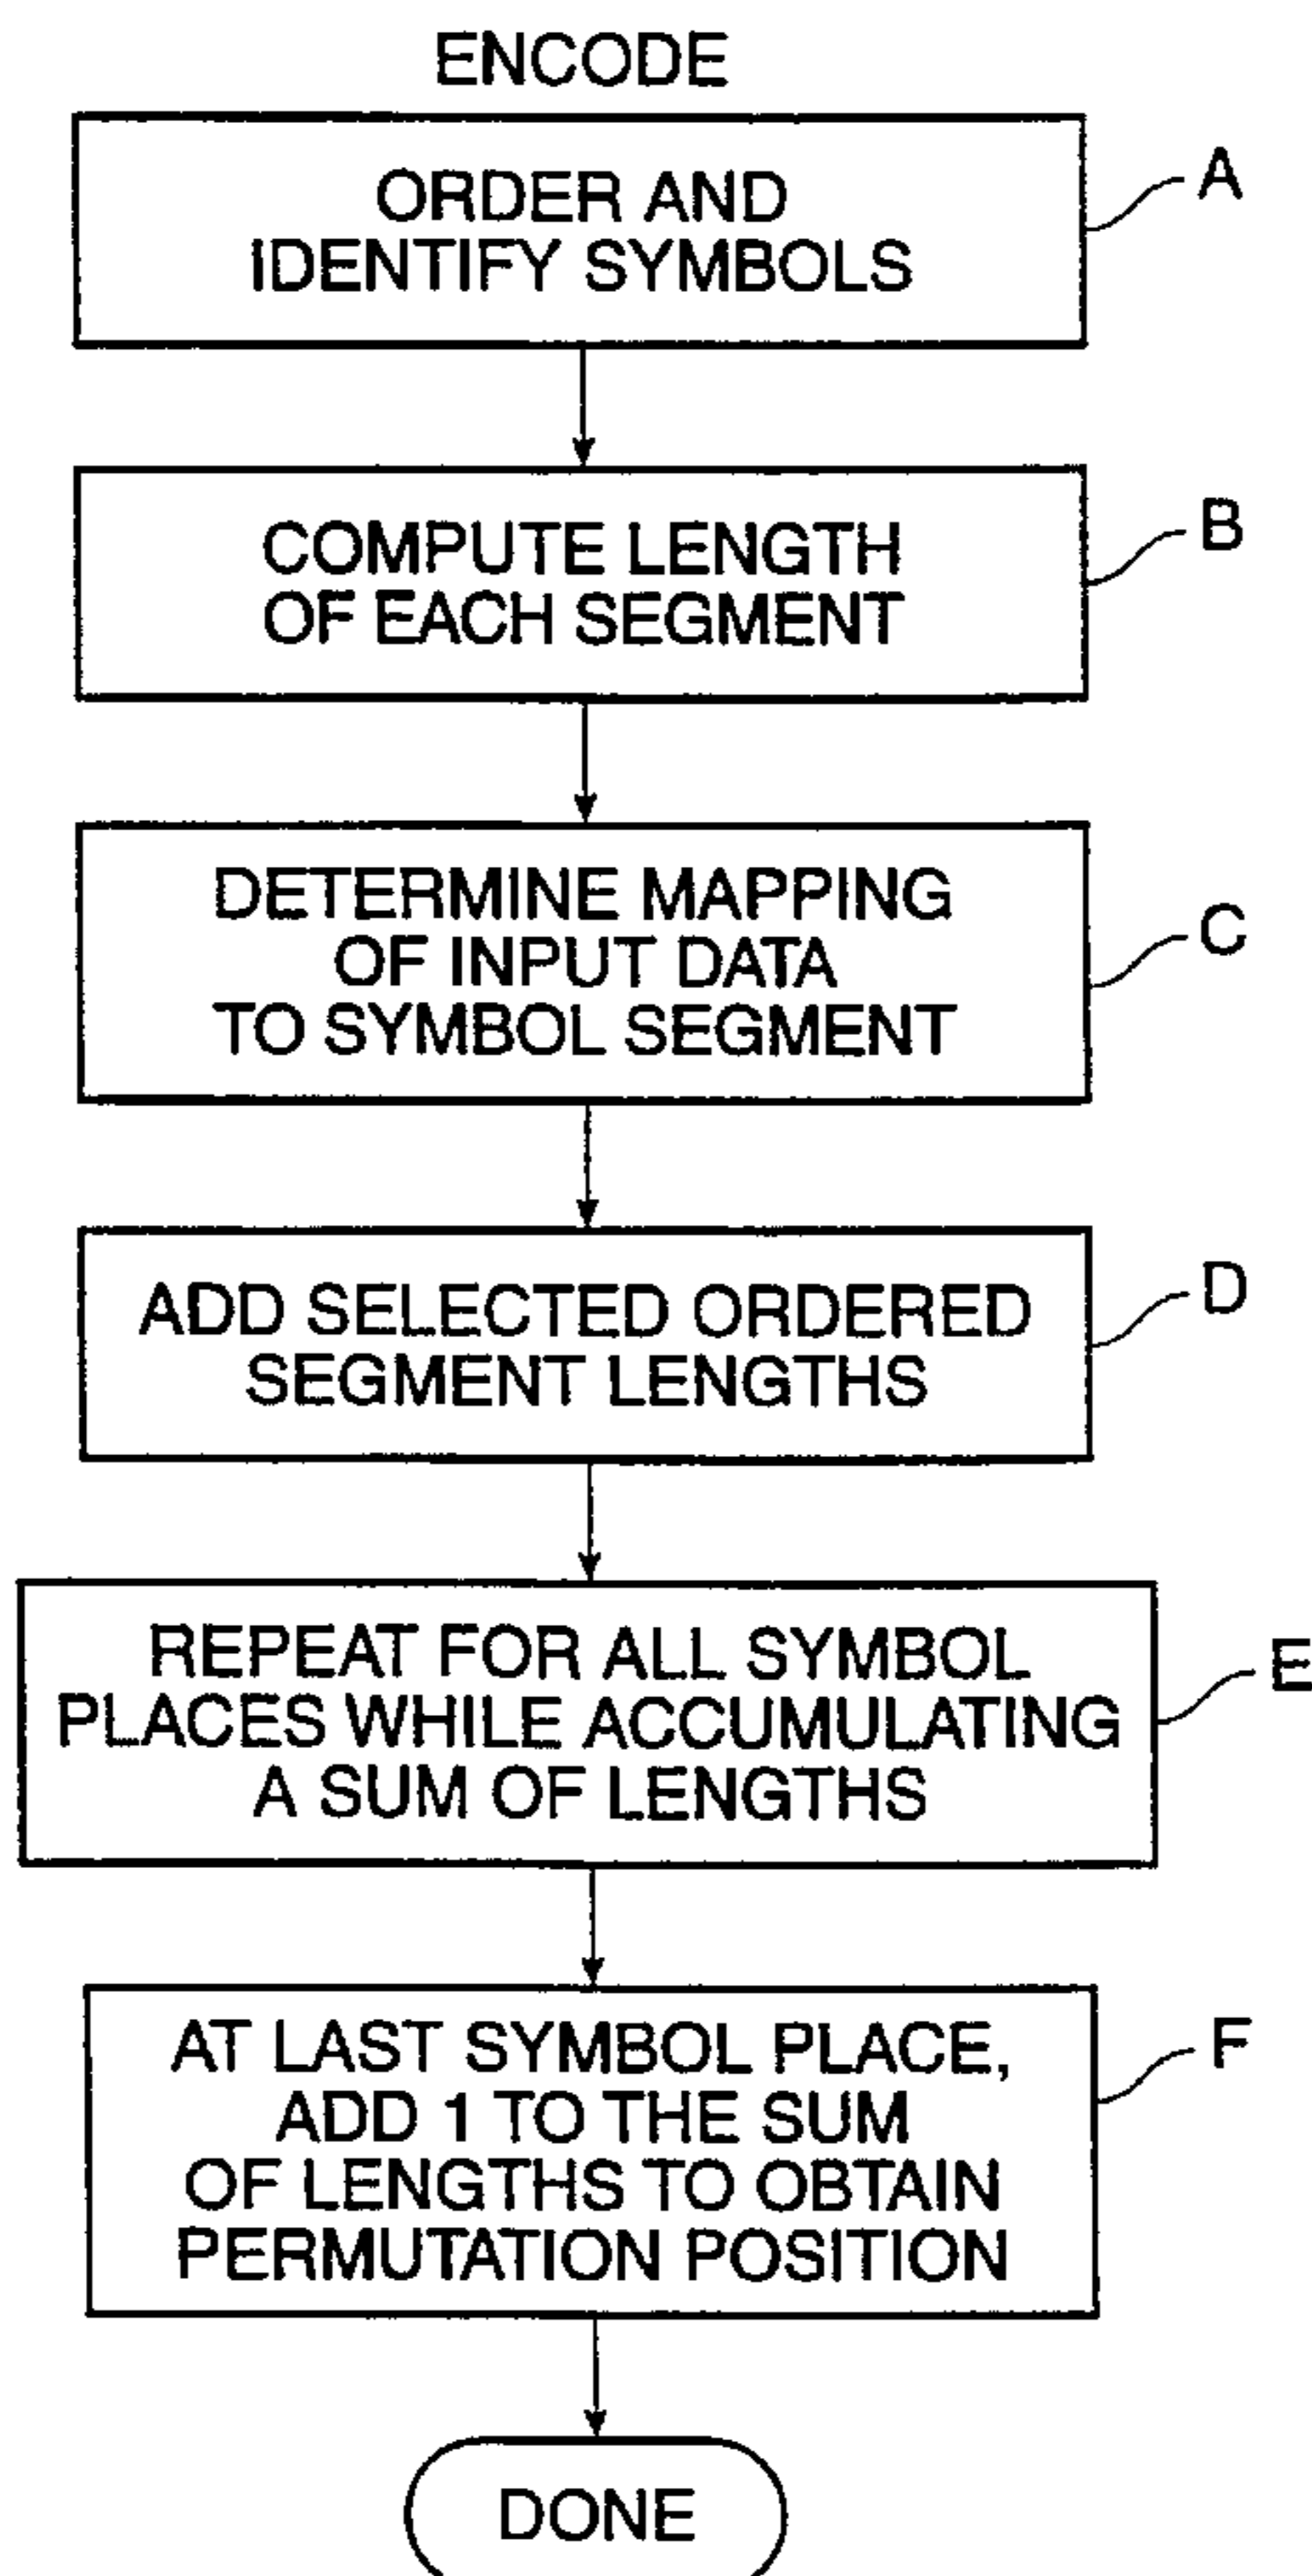 ENCODE
ORDER AND
IDENTIFY SYMBOLS
A
COMPUTE LENGTH
OF EACH SEGMENT
B
DETERMINE MAPPING
OF INPUT DATA
TO SYMBOL SEGMENT
C
ADD SELECTED ORDERED
SEGMENT LENGTHS
D
REPEAT FOR ALL SYMBOL
PLACES WHILE ACCUMULATING
A SUM OF LENGTHS
E
AT LAST SYMBOL PLACE,
ADD 1 TO THE SUM
OF LENGTHS TO OBTAIN
PERMUTATION POSITION
F
DONE